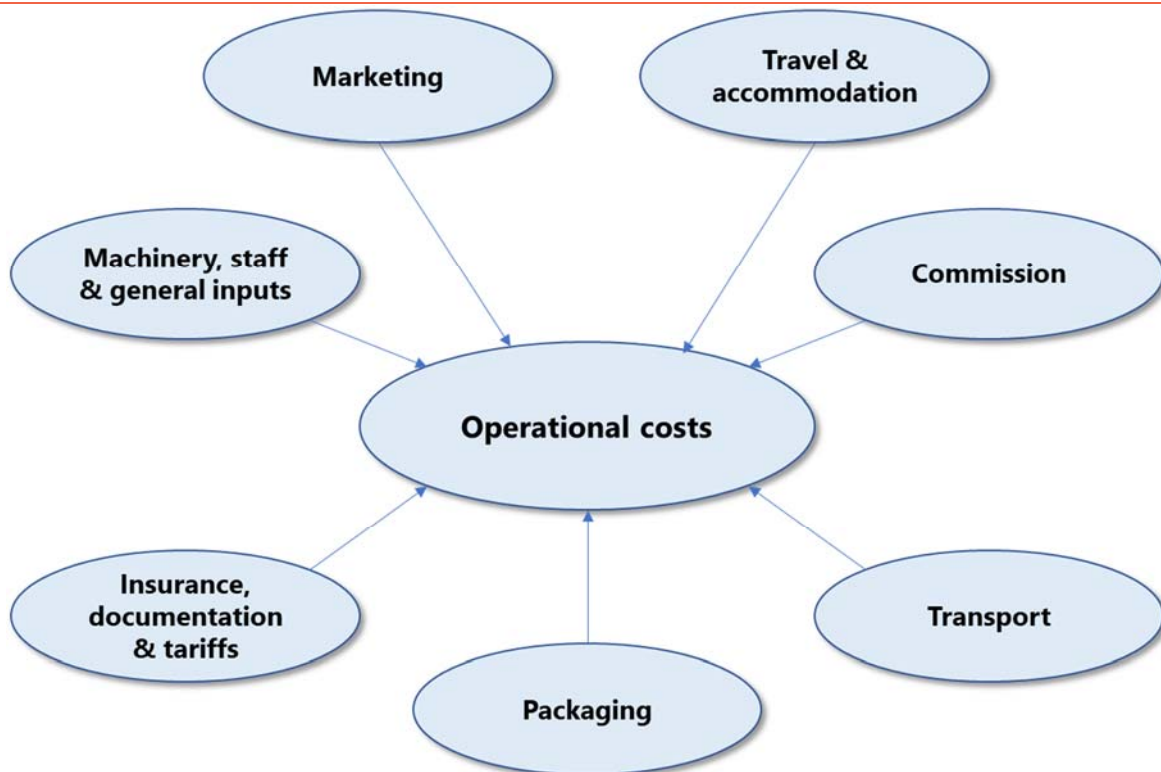 Marketing
Travel &
accommodation
Machinery, staff
& general inputs
Commission
Operational costs
Insurance,
documentation
& tariffs
Transport
Packaging